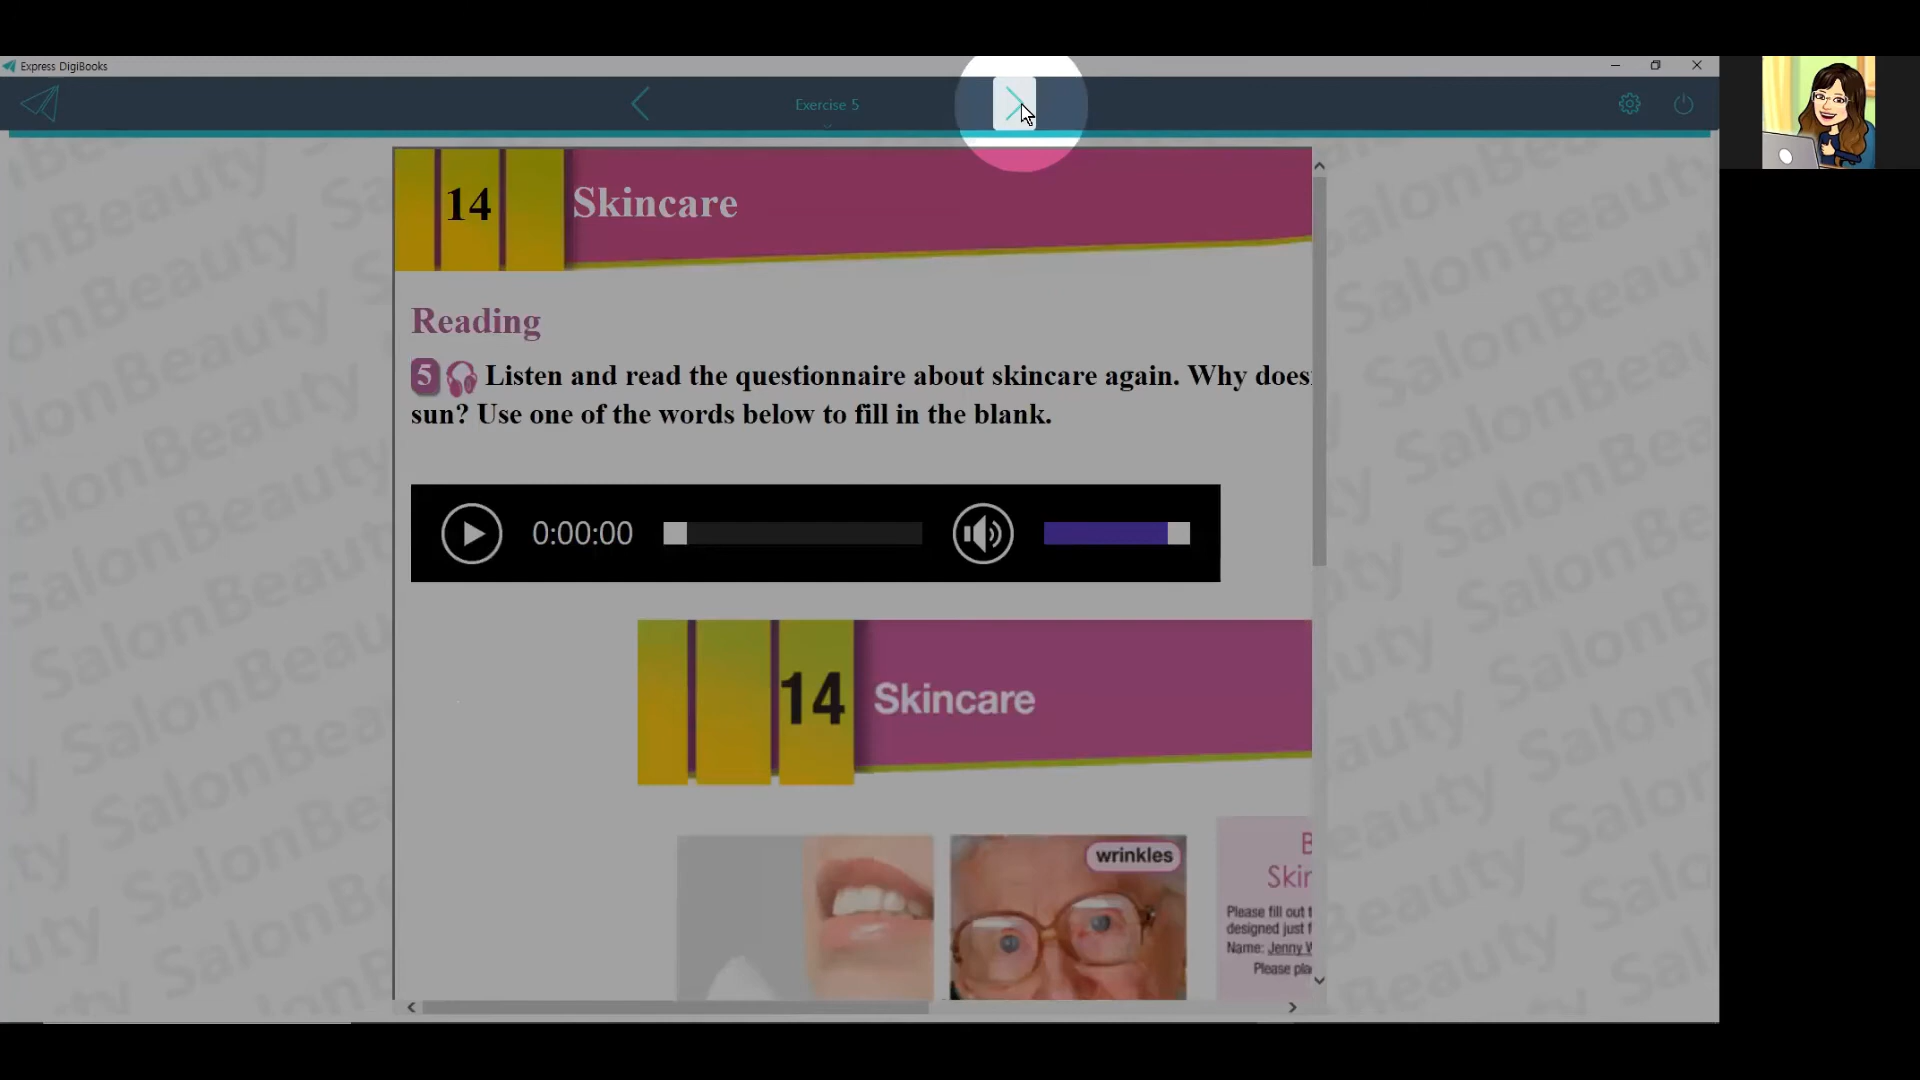 Express DigiBooks
Exercise 5
14 Skincare
Reading
5 Listen and read the questionnaire about skincare again. Why does
sun? Use one of the words below to fill in the blank.
0:00:00
14 Skincare
wrinkles
Please fill out
designed just
Name: Jenny W
Please
SalonBeauty